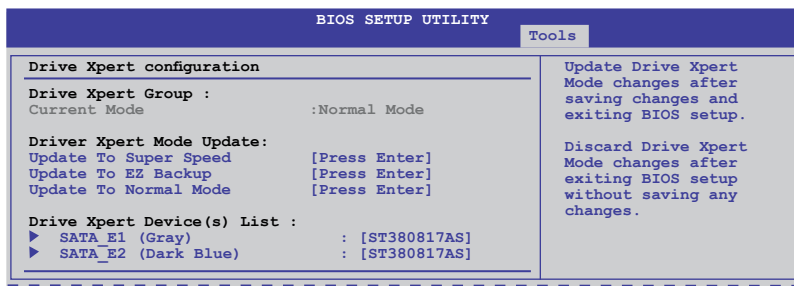 BIOS SETUP UTILITY
Tools
Drive Xpert configuration
Drive Xpert Group :
Current Mode :Normal Mode
Driver Xpert Mode Update:
Update To Super Speed [Press Enter]
Update To EZ Backup [Press Enter]
Update To Normal Mode [Press Enter]
Drive Xpert Device(s) List :
SATA_E1 (Gray) : [ST380817AS]
SATA_E2 (Dark Blue) : [ST380817AS]
Update Drive Xpert
Mode changes after
saving changes and
exiting BIOS setup.
Discard Drive Xpert
Mode changes after
exiting BIOS setup
without saving any
changes.